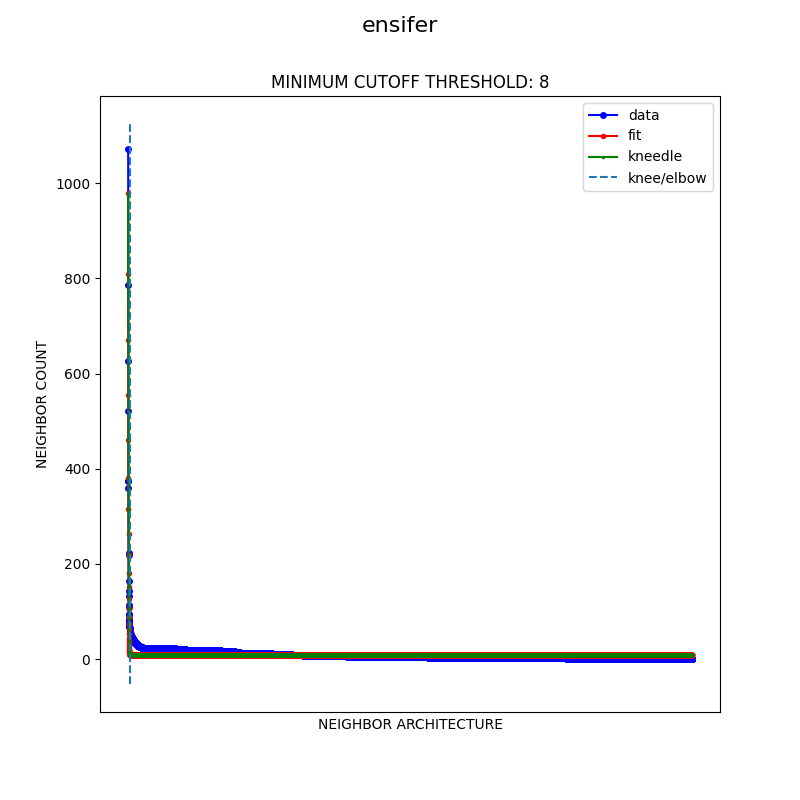 ensifer
MINIMUM CUTOFF THRESHOLD: 8
data
fit
kneedle
knee/elbow
1000
800
600
400
200
0
NEIGHBOR COUNT
NEIGHBOR ARCHITECTURE